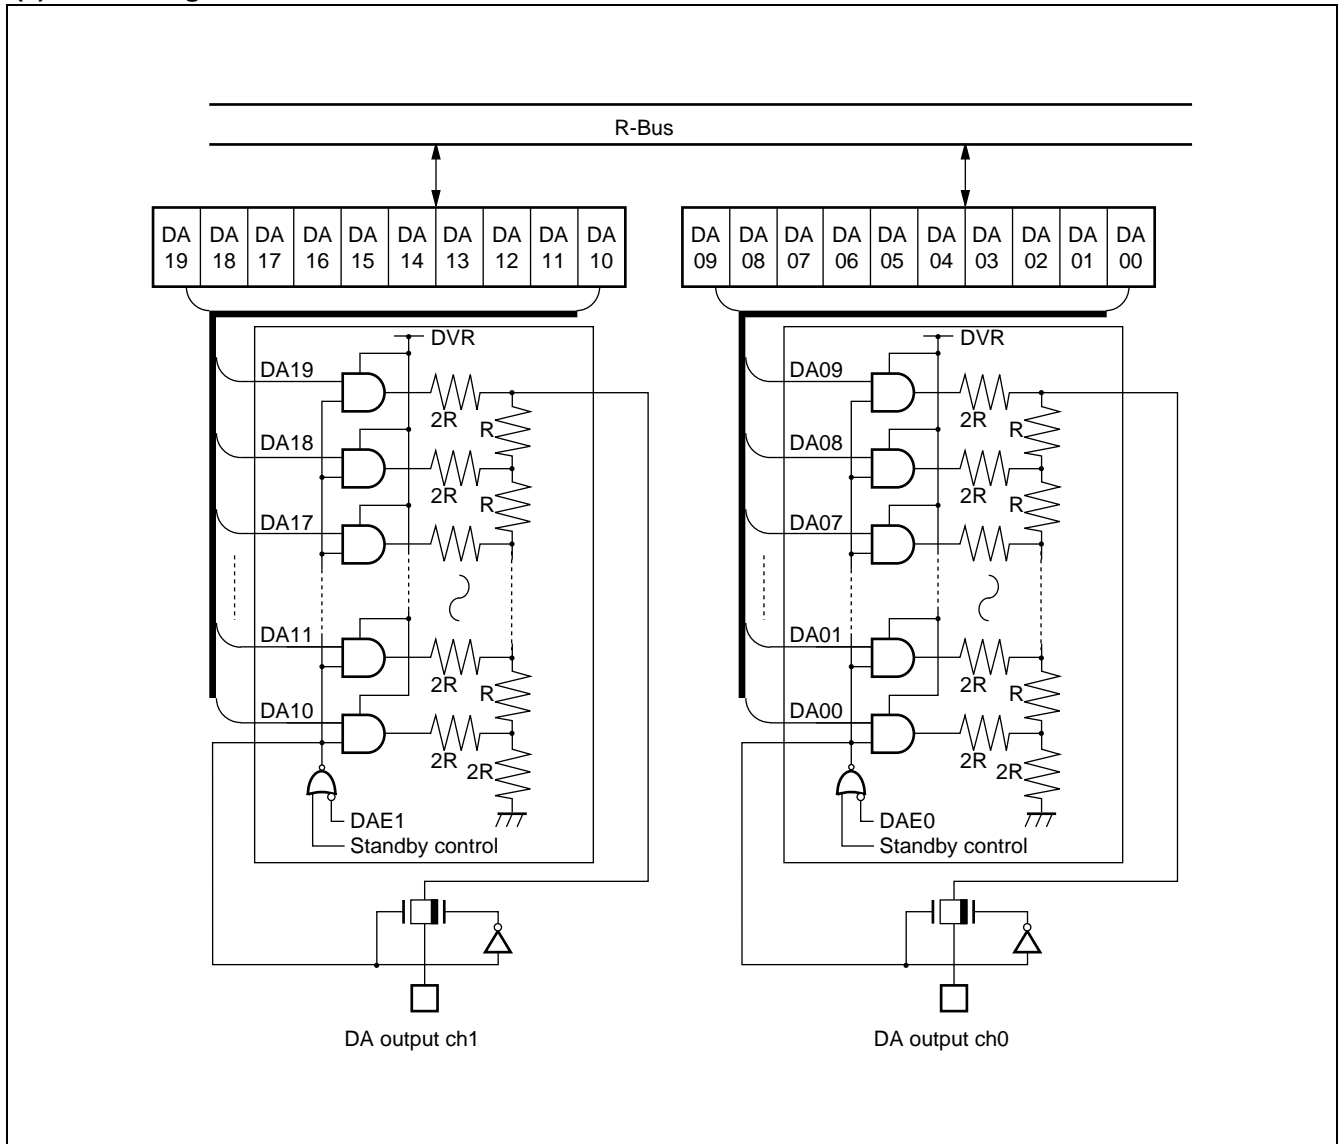 R-Bus
DA 19 DA 18 DA 17 DA 16 DA 15 DA 14 DA 13 DA 12 DA 11 DA 10
DA 09 DA 08 DA 07 DA 06 DA 05 DA 04 DA 03 DA 02 DA 01 DA 00
DVR
DA19
2R
R
DA18
2R
R
DA17
DA11
2R
R
DA10
2R
2R
DAE1
Standby control
DA output ch1
DVR
DA09
2R
R
DA08
2R
R
DA07
DA01
2R
R
DA00
2R
2R
DAE0
Standby control
DA output ch0